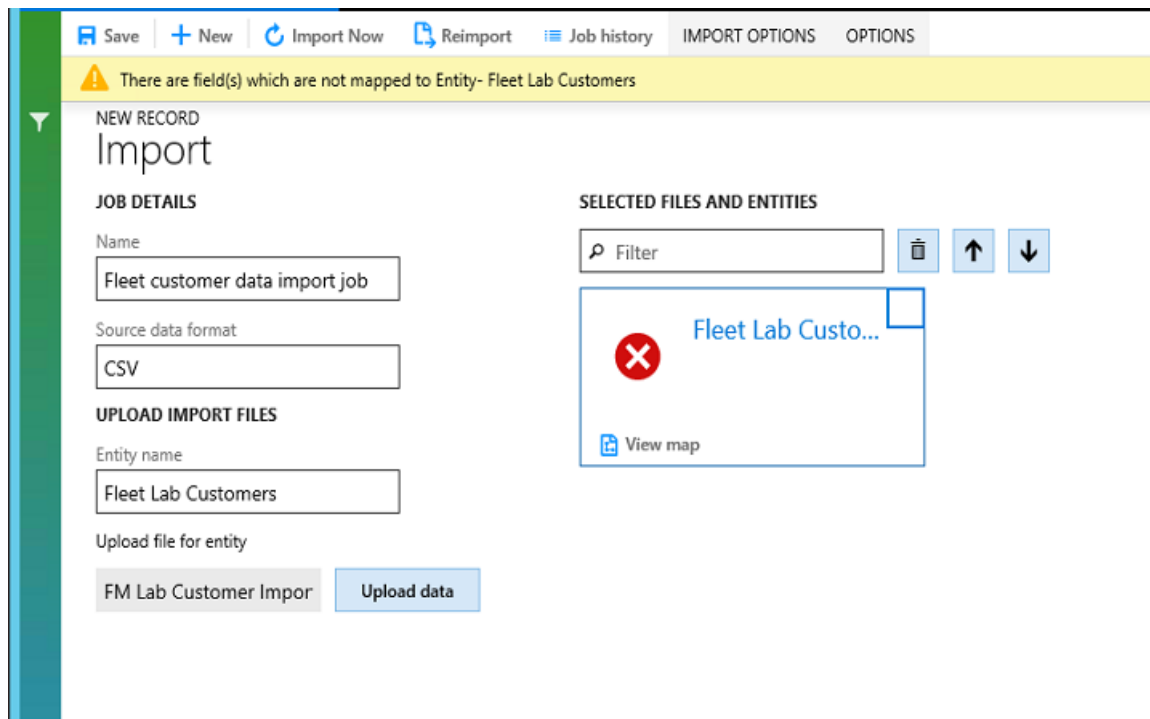 Save New Import Now Reimport Job history IMPORT OPTIONS OPTIONS
There are field(s) which are not mapped to Entity- Fleet Lab Customers
NEW RECORD
Import
JOB DETAILS
Name
Fleet customer data import job
Source data format
CSV
UPLOAD IMPORT FILES
Entity name
Fleet Lab Customers
Upload file for entity
FM Lab Customer Impor
Upload data
SELECTED FILES AND ENTITIES
Filter
Fleet Lab Custo...
View map